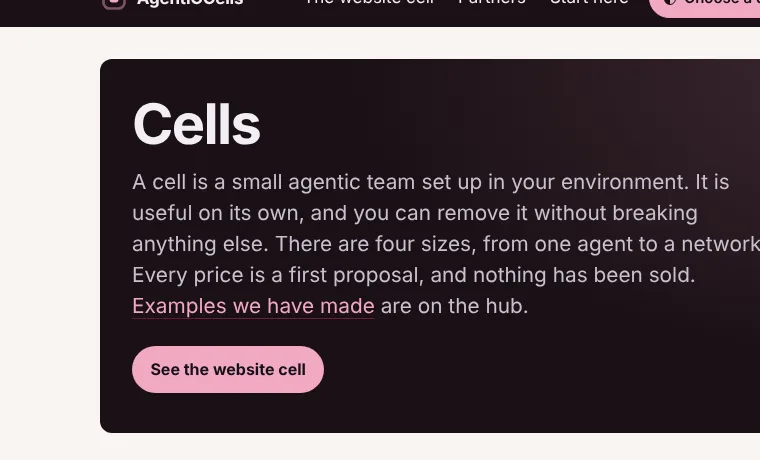 AgenticCells The website cell Partners Start here Choose a
Cells
A cell is a small agentic team set up in your environment. It is
useful on its own, and you can remove it without breaking
anything else. There are four sizes, from one agent to a network
Every price is a first proposal, and nothing has been sold.
Examples we have made are on the hub.
See the website cell